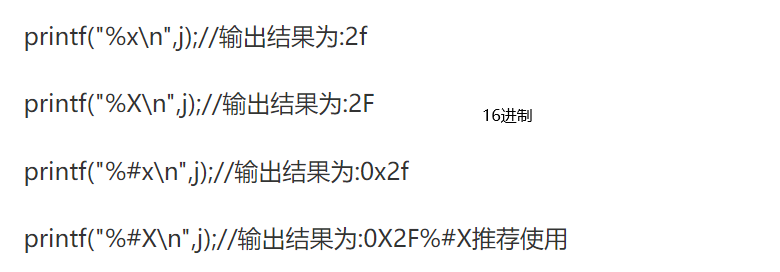 printf("%x\n",j);//输出结果为:2f
printf("%X\n",j);//输出结果为:2F
16进制
printf("%#x\n",j);//输出结果为:0x2f
printf("%#X\n",j);//输出结果为:0X2F%#X推荐使用